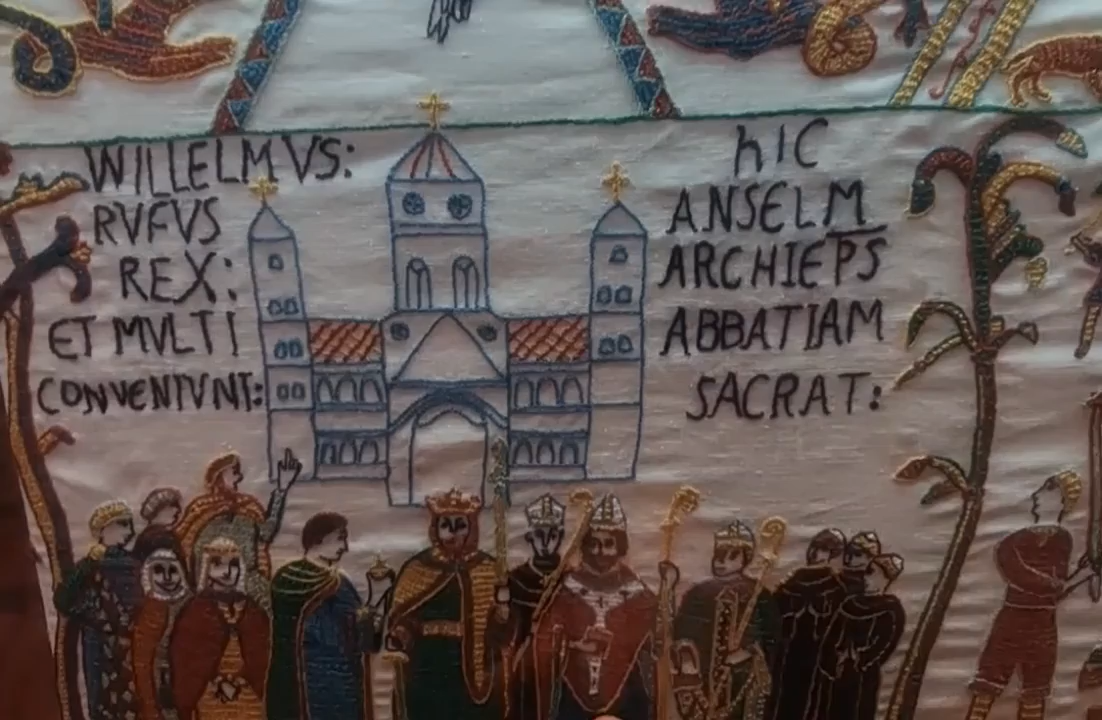 WILLELMVS:
RVFVS
REX:
ET MVLTI
CONVENIVNT:
hIC
ANSELM
ARCHIEPS
ABBATIAM
SACRAT: